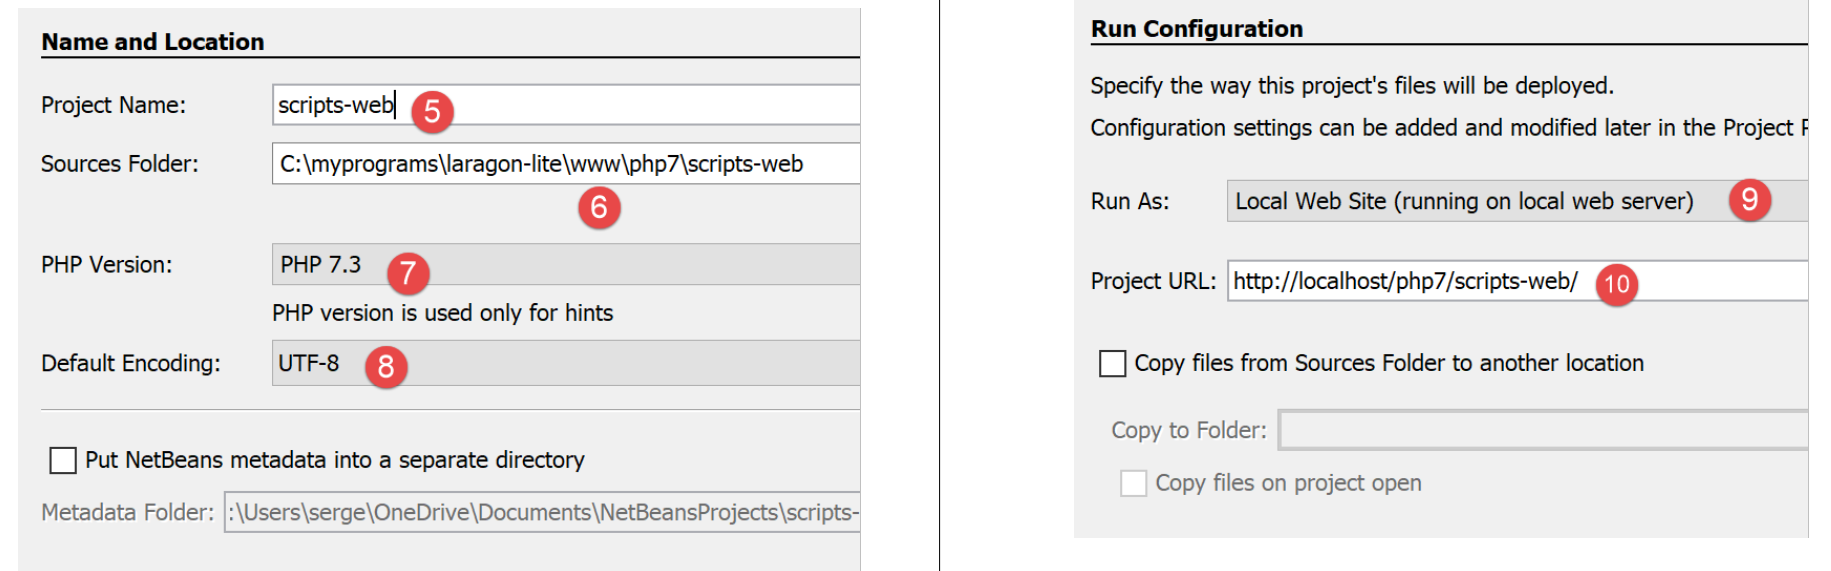 Name and Location
Project Name: scripts-web 5
Sources Folder: C:\myprograms\laragon-lite\www\php7\scripts-web
6
PHP Version: PHP 7.3 7
PHP version is used only for hints
Default Encoding: UTF-8 8
Put NetBeans metadata into a separate directory
Metadata Folder: :\Users\serge\OneDrive\Documents\NetBeansProjects\scripts-
Run Configuration
Specify the way this project's files will be deployed.
Configuration settings can be added and modified later in the Project
Run As: Local Web Site (running on local web server) 9
Project URL: http://localhost/php7/scripts-web/ 10
Copy files from Sources Folder to another location
Copy to Folder:
Copy files on project open